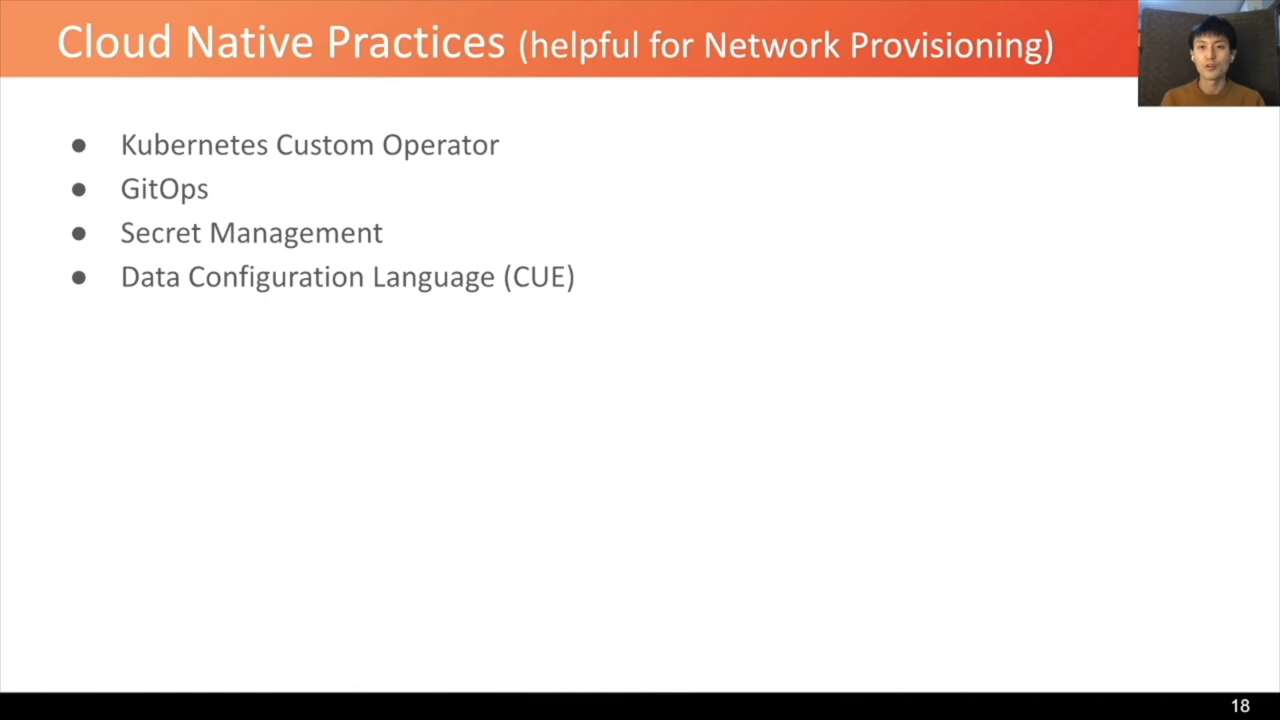 Cloud Native Practices (helpful for Network Provisioning)
● Kubernetes Custom Operator
● GitOps
● Secret Management
● Data Configuration Language (CUE)
18